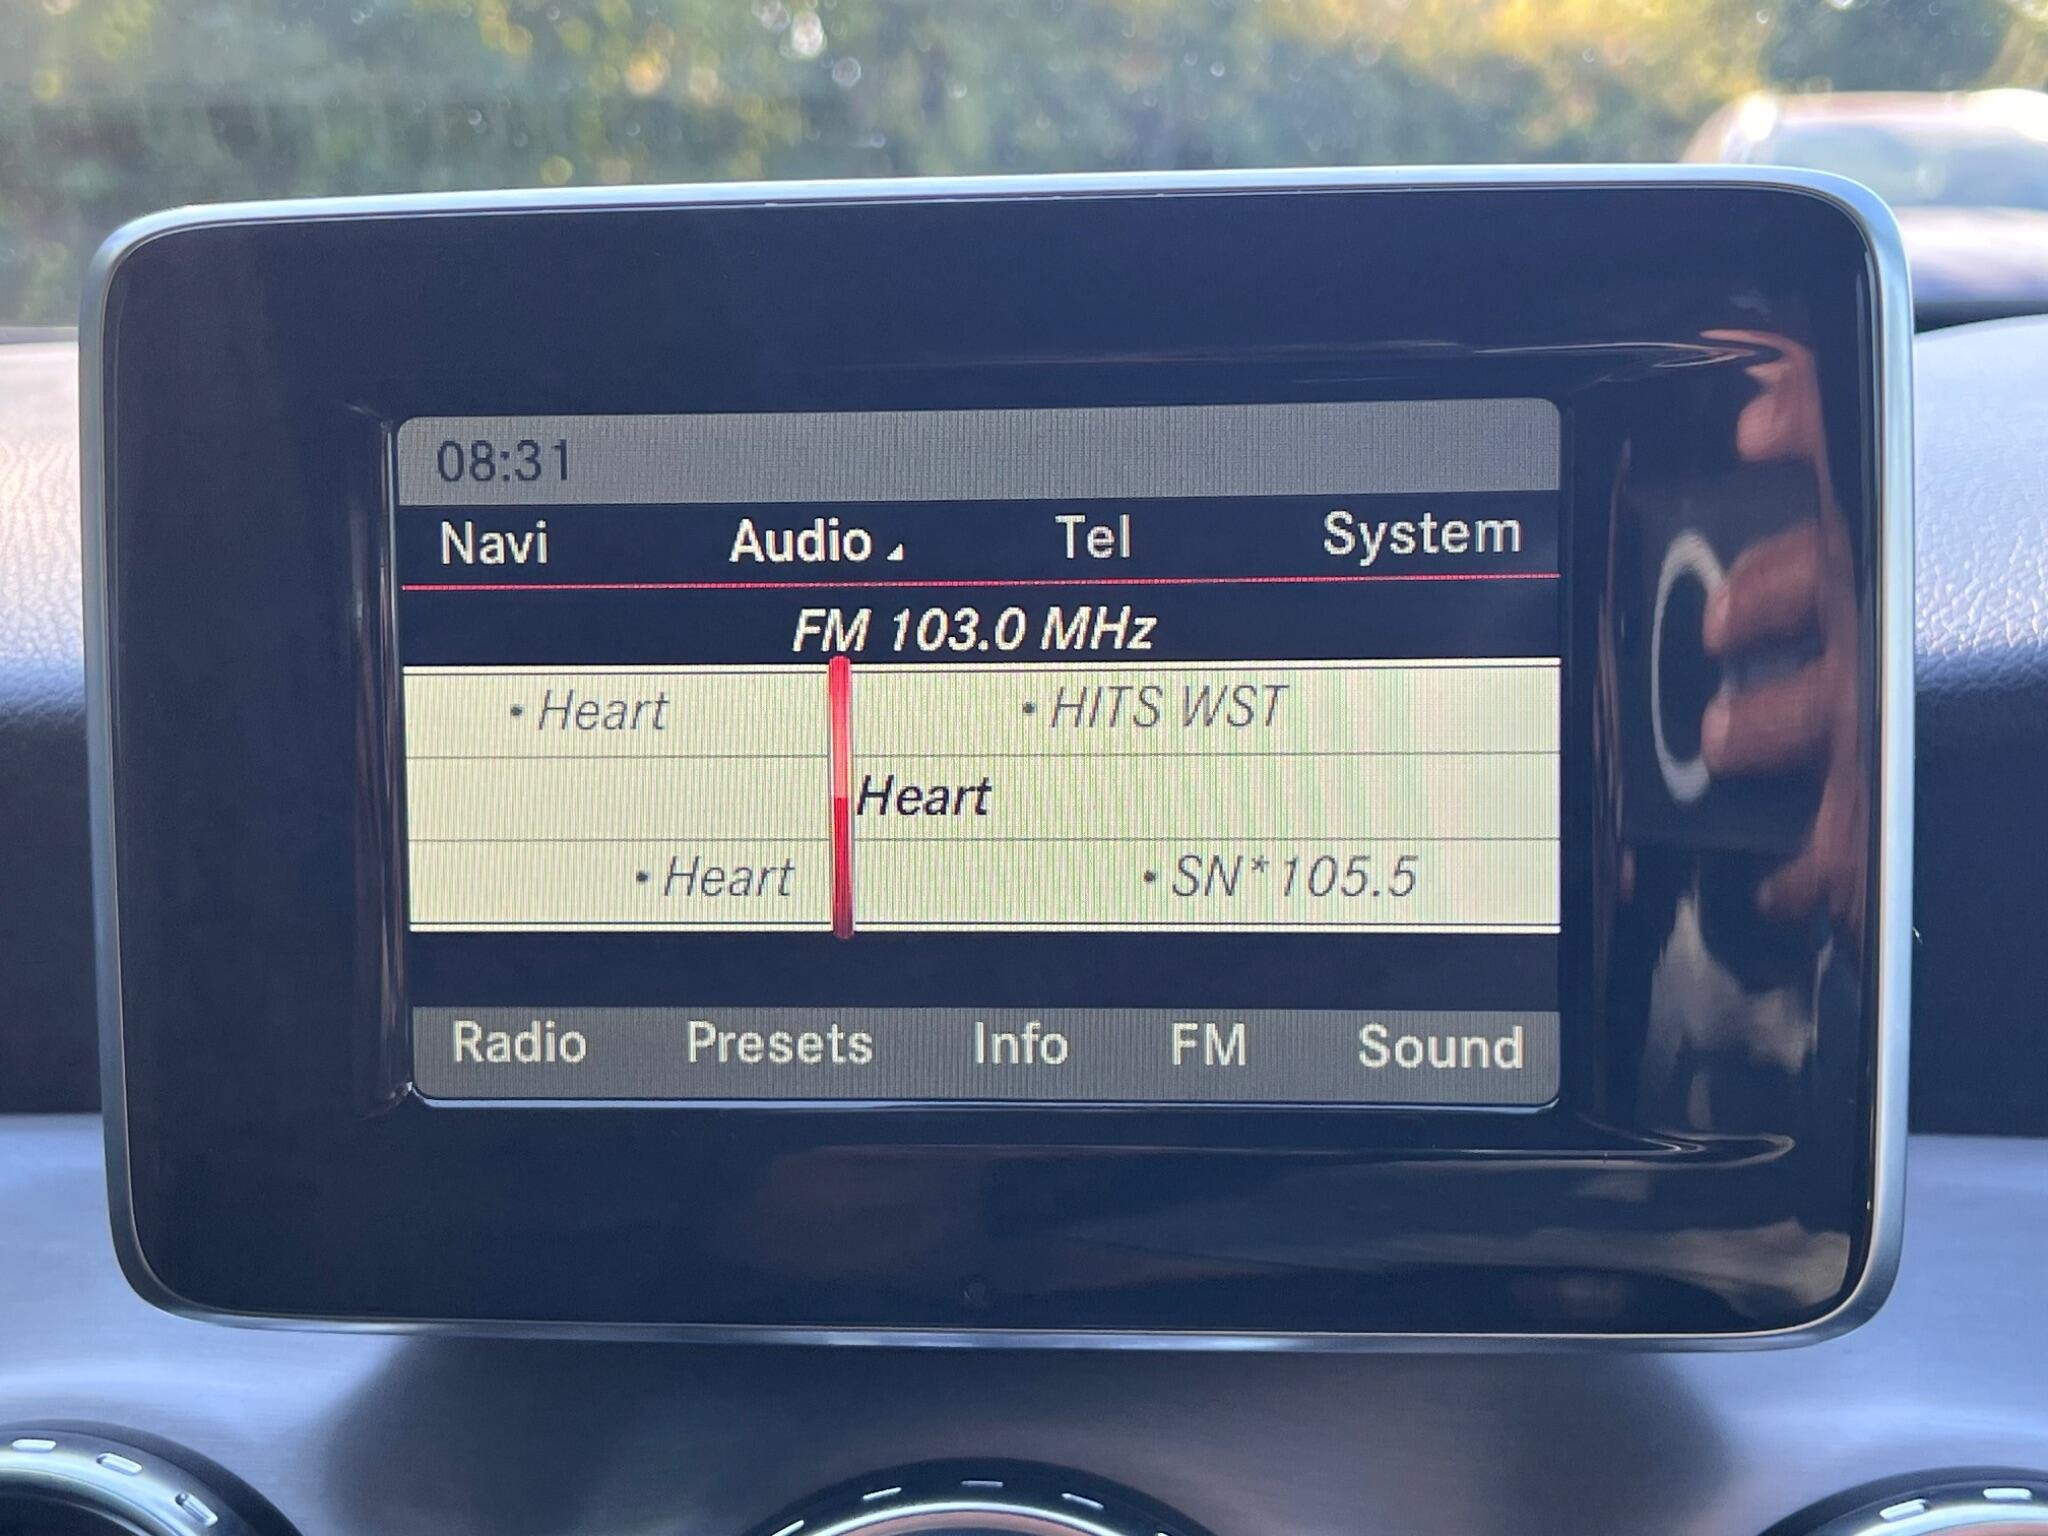 08:31
Navi Audio Tel System
FM 103.0 MHz
• Heart • HITS WST
Heart
• Heart • SN*105.5
Radio Presets Info FM Sound